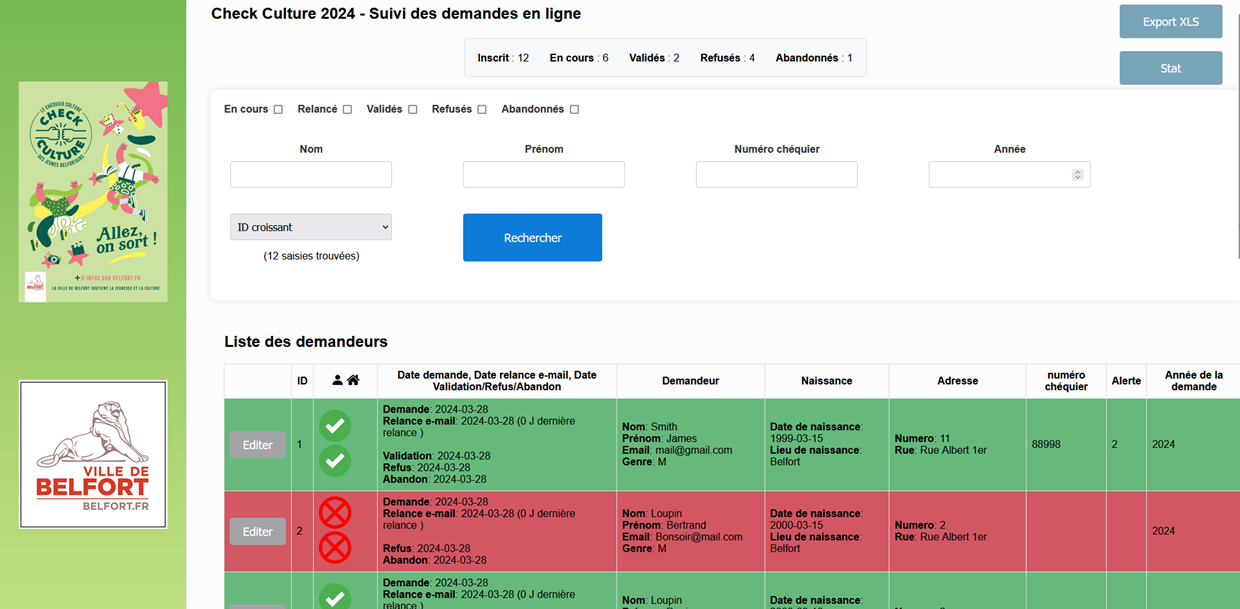 Check Culture 2024 - Suivi des demandes en ligne
Export XLS
Stat
Inscrit : 12 En cours : 6 Validés : 2 Refusés : 4 Abandonnés : 1
En cours Relancé Validés Refusés Abandonnés
Nom Prénom Numéro chéquier Année
ID croissant
Rechercher
(12 saisies trouvées)
LE CHÉQUIER CULTURE
CHECK
CULTURE
DES JEUNES BELFORTAINS
Allez,
on sort !
+ D'INFOS SUR BELFORT.FR
LA VILLE DE BELFORT SOUTIENT LA JEUNESSE ET LA CULTURE
BELFORT
VILLE DE
BELFORT
BELFORT.FR
Liste des demandeurs
ID
Date demande, Date relance e-mail, Date
Validation/Refus/Abandon
Demandeur
Naissance
Adresse
numéro
chéquier
Alerte
Année de la
demande
Editer
1
Demande: 2024-03-28
Relance e-mail: 2024-03-28 (0 J dernière
relance )
Validation: 2024-03-28
Refus: 2024-03-28
Abandon: 2024-03-28
Nom: Smith
Prénom: James
Email: mail@gmail.com
Genre: M
Date de naissance:
1999-03-15
Lieu de naissance:
Belfort
Numero: 11
Rue: Rue Albert 1er
88998
2
2024
Editer
2
Demande: 2024-03-28
Relance e-mail: 2024-03-28 (0 J dernière
relance )
Refus: 2024-03-28
Abandon: 2024-03-28
Nom: Loupin
Prénom: Bertrand
Email: Bonsoir@mail.com
Genre: M
Date de naissance:
2000-03-15
Lieu de naissance:
Belfort
Numero: 2
Rue: Rue Albert 1er
2024
Demande: 2024-03-28
Relance e-mail: 2024-03-28 (0 J dernière
Nom: Loupin
Date de naissance: